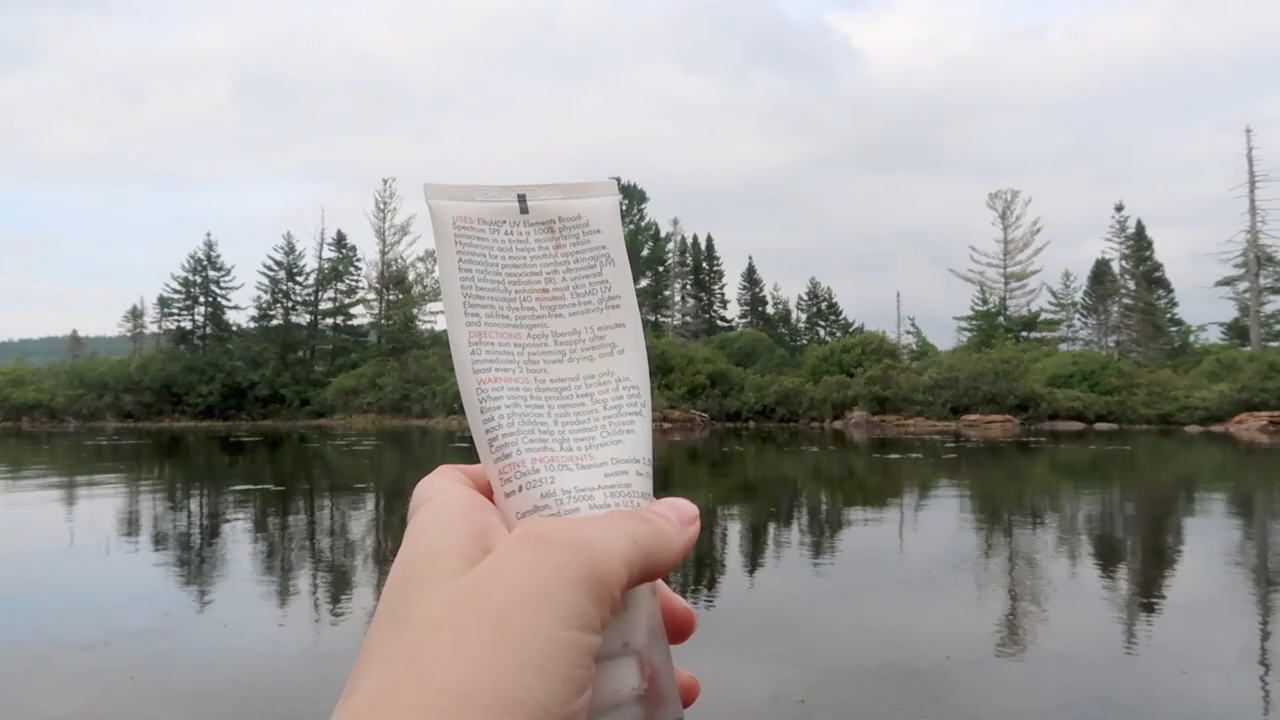 USES: EltaMD® UV Elements Broad-
Spectrum SPF 44 is a 100% physical
sunscreen in a tinted, moisturizing base.
Hyaluronic acid helps the skin retain
moisture for a more youthful appearance.
Antioxidant protection combats skin-aging
free radicals associated with ultraviolet (UV)
and infrared radiation (IR). A universal
tint beautifully enhances most skin tones.
Water-resistant (40 minutes). EltaMD UV
Elements is dye-free, fragrance-free, gluten-
free, oil-free, paraben-free, sensitivity-free
and noncomedogenic.
DIRECTIONS: Apply liberally 15 minutes
before sun exposure. Reapply after
40 minutes of swimming or sweating,
immediately after towel drying, and at
least every 2 hours.
WARNINGS: For external use only.
Do not use on damaged or broken skin.
When using this product keep out of eyes.
Rinse with water to remove. Stop use and
ask a physician if rash occurs. Keep out of
reach of children. If product is swallowed,
get medical help or contact a Poison
Control Center right away. Children
under 6 months: Ask a physician.
ACTIVE INGREDIENTS:
Zinc Oxide 10.0%, Titanium Dioxide
Item # 02512
Mfd. by Swiss-American
Carrollton, TX 75006 1-800-633-
Made in U.S.A.